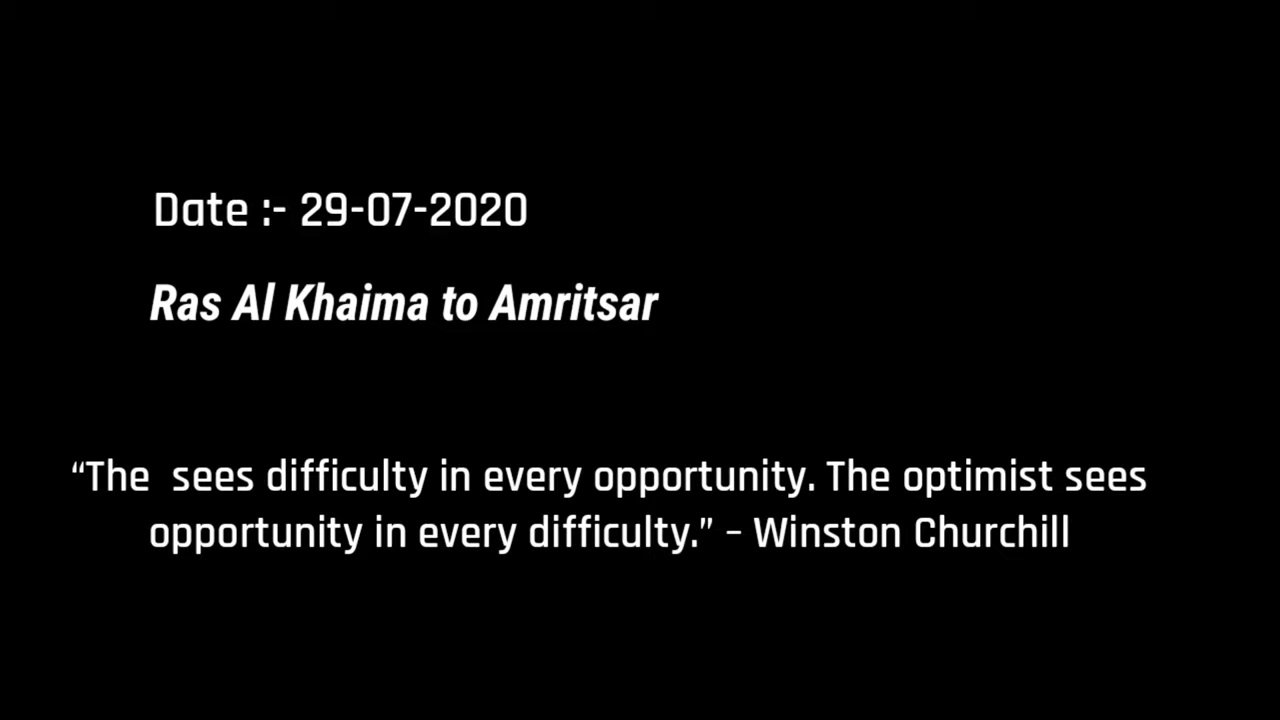 Date :- 29-07-2020
Ras Al Khaima to Amritsar
“The  sees difficulty in every opportunity. The optimist sees
opportunity in every difficulty.” – Winston Churchill